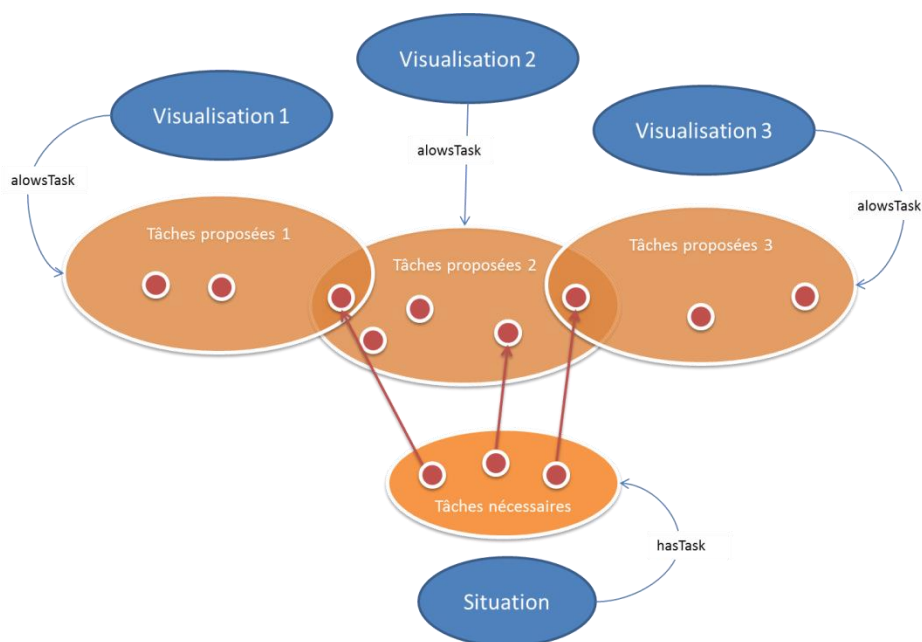 Visualisation 2
Visualisation 1
Visualisation 3
alowsTask
alowsTask
alowsTask
Tâches proposées 1
Tâches proposées 2
Tâches proposées 3
Tâches nécessaires
hasTask
Situation